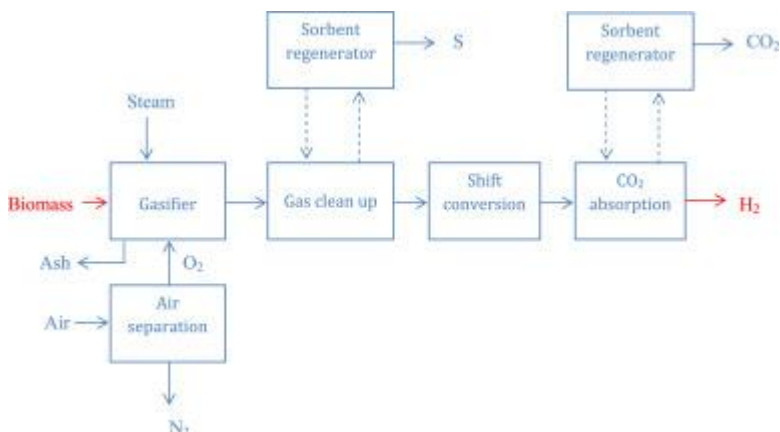 Sorbent
regenerator
S
Sorbent
regenerator
CO₂
Steam
Biomass
Gasifier
Gas clean up
Shift
conversion
CO₂
absorption
H₂
Ash
O₂
Air
Air
separation
N₂